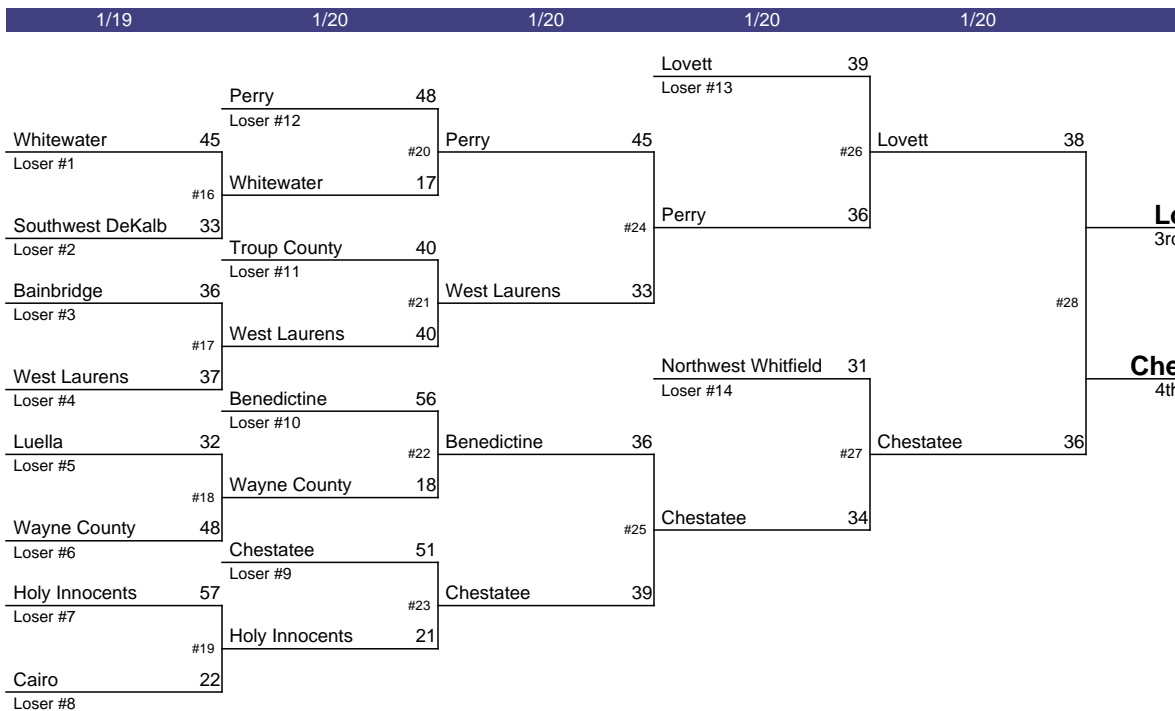 1/19 1/20 1/20 1/20 1/20
Lovett 39
Loser #13
Perry 48
Loser #12
Whitewater 45
Loser #1
#20 Perry 45
#26 Lovett 38
#16 Whitewater 17
Southwest DeKalb 33
Loser #2
#24 Perry 36
3rd
Troup County 40
Loser #11
Bainbridge 36
Loser #3
#21 West Laurens 33
#28
#17 West Laurens 40
West Laurens 37
Loser #4
Northwest Whitfield 31
Loser #14
4th
Benedictine 56
Loser #10
Luella 32
Loser #5
#22 Benedictine 36
#27 Chestatee 36
#18 Wayne County 18
Wayne County 48
Loser #6
#25 Chestatee 34
Chestatee 51
Loser #9
Holy Innocents 57
Loser #7
#23 Chestatee 39
#19 Holy Innocents 21
Cairo 22
Loser #8